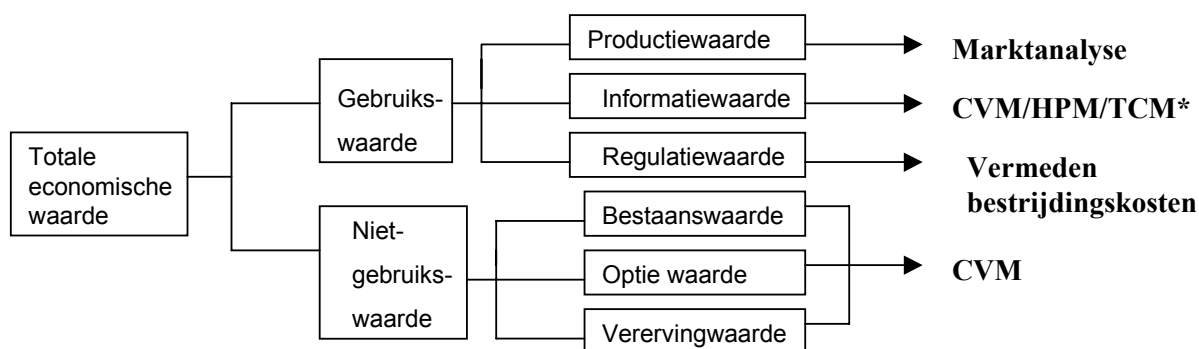 Totale
economische
waarde
Gebruiks-
waarde
Niet-
gebruiks-
waarde
Productiewaarde
Informatiewaarde
Regulatiewaarde
Bestaanswaarde
Optie waarde
Verervingwaarde
Marktanalyse
CVM/HPM/TCM*
Vermeden
bestrijdingskosten
CVM